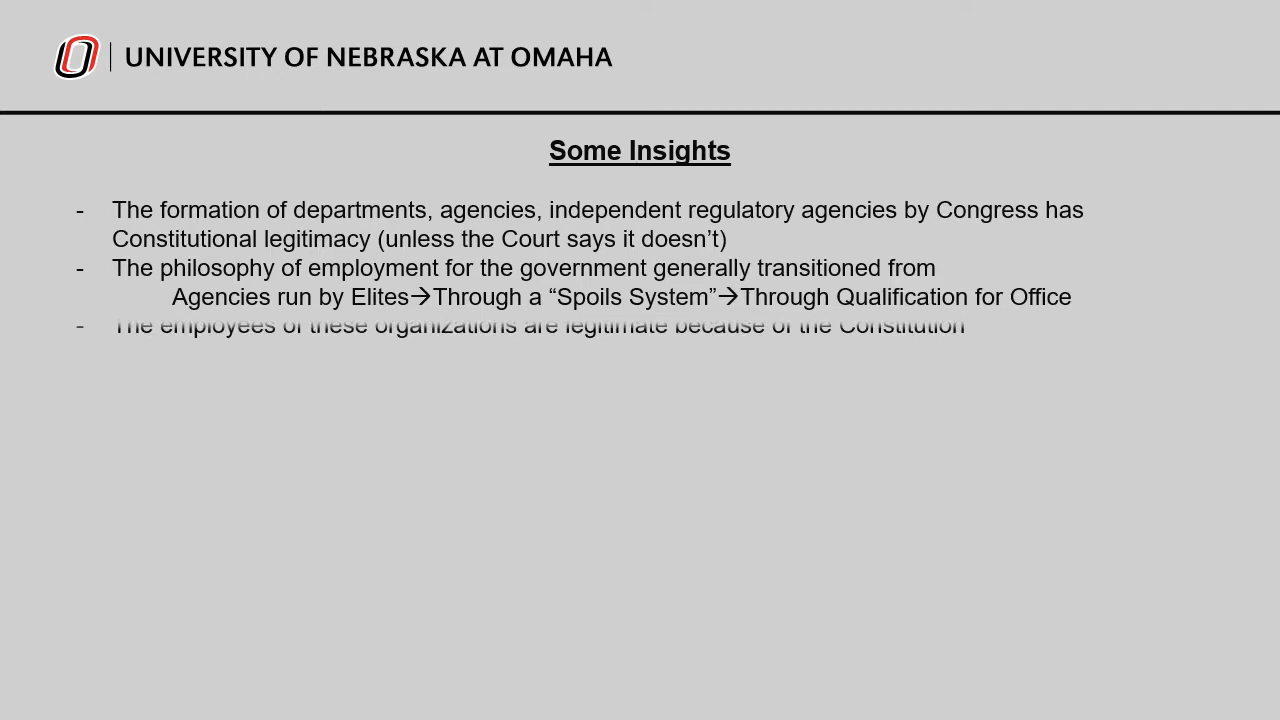 UNIVERSITY OF NEBRASKA AT OMAHA
Some Insights
- The formation of departments, agencies, independent regulatory agencies by Congress has
Constitutional legitimacy (unless the Court says it doesn’t)
- The philosophy of employment for the government generally transitioned from
Agencies run by Elites→Through a “Spoils System”→Through Qualification for Office
- The employees of these organizations are legitimate because of the Constitution